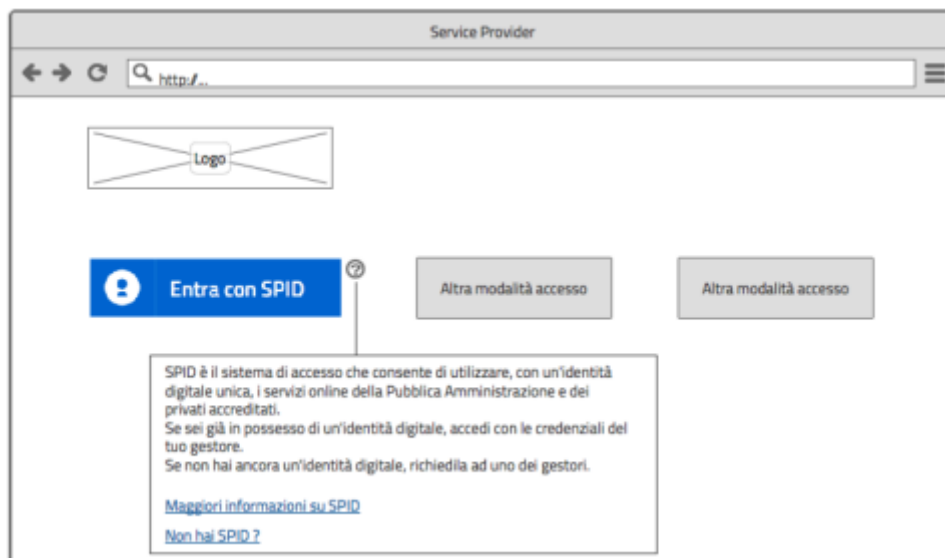 Service Provider
http://...
Logo
Entra con SPID
?
Altra modalità accesso
Altra modalità accesso
SPID è il sistema di accesso che consente di utilizzare, con un'identità
digitale unica, i servizi online della Pubblica Amministrazione e dei
privati accreditati.
Se sei già in possesso di un'identità digitale, accedi con le credenziali del
tuo gestore.
Se non hai ancora un'identità digitale, richiedila ad uno dei gestori.
Maggiori informazioni su SPID
Non hai SPID ?